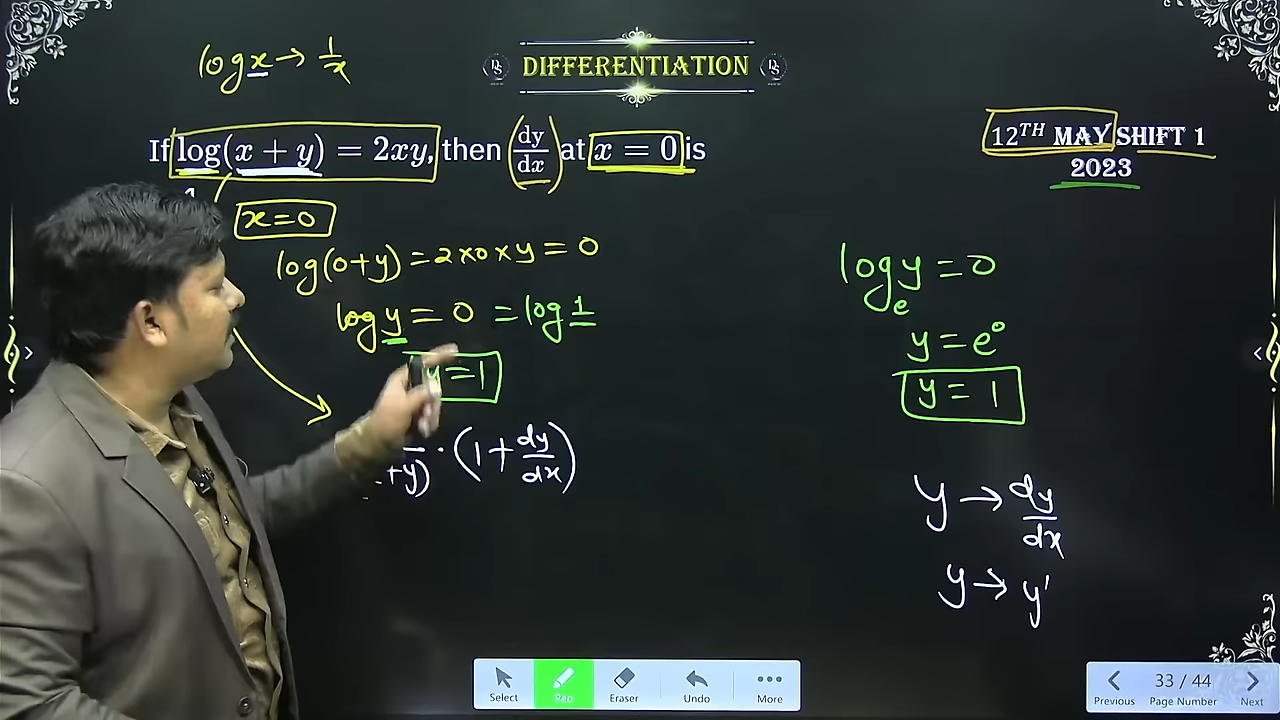 log x → 1/x
DIFFERENTIATION
If log(x + y) = 2xy, then (dy/dx) at x = 0 is
12TH MAY SHIFT 1
2023
x = 0
log(0+y) = 2×0×y = 0
log y = 0 = log 1
y = 1
+y) · (1 + dy/dx)
log_e y = 0
y = e⁰
y = 1
y → dy/dx
y → y'
Select
Pen
Eraser
Undo
More
Previous
33 / 44
Page Number
Next